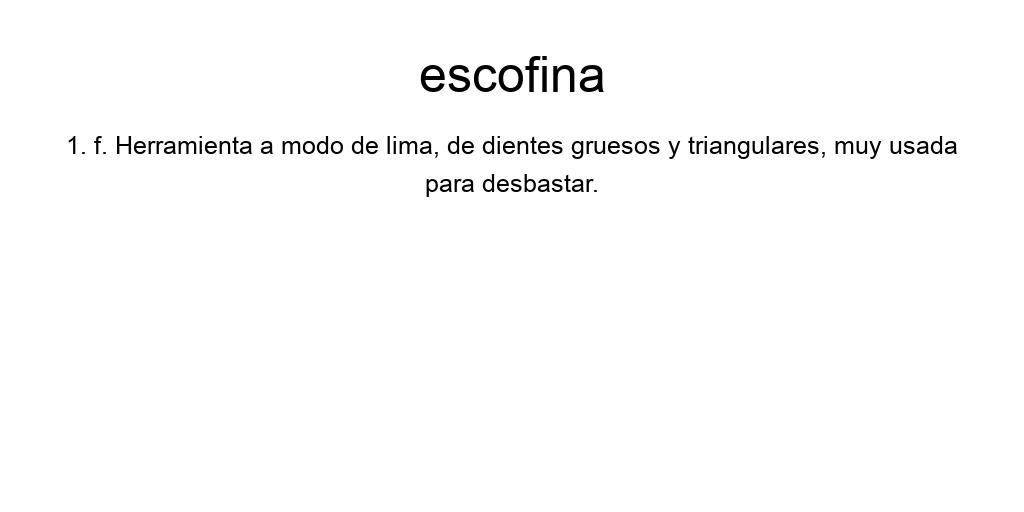 escofina
1. f. Herramienta a modo de lima, de dientes gruesos y triangulares, muy usada
para desbastar.